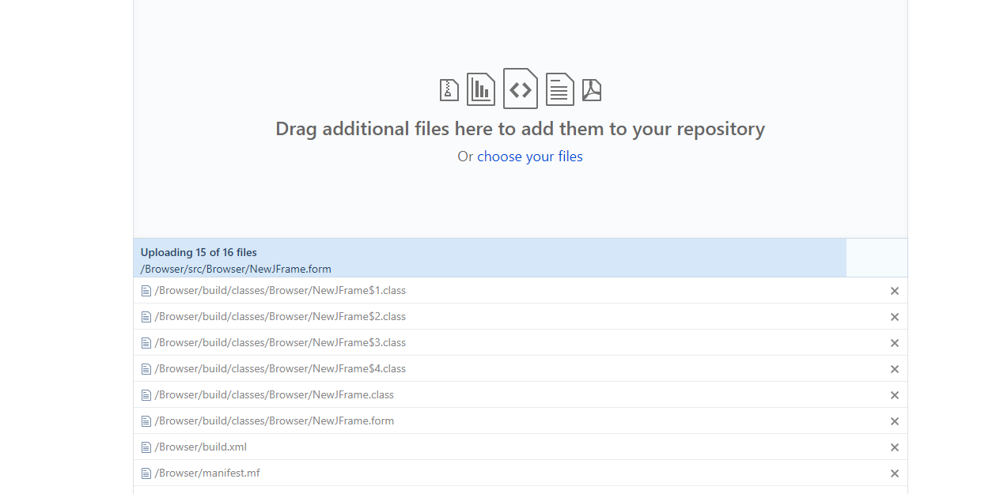 Drag additional files here to add them to your repository
Or choose your files
Uploading 15 of 16 files
/Browser/src/Browser/NewJFrame.form
/Browser/build/classes/Browser/NewJFrame$1.class
/Browser/build/classes/Browser/NewJFrame$2.class
/Browser/build/classes/Browser/NewJFrame$3.class
/Browser/build/classes/Browser/NewJFrame$4.class
/Browser/build/classes/Browser/NewJFrame.class
/Browser/build/classes/Browser/NewJFrame.form
/Browser/build.xml
/Browser/manifest.mf